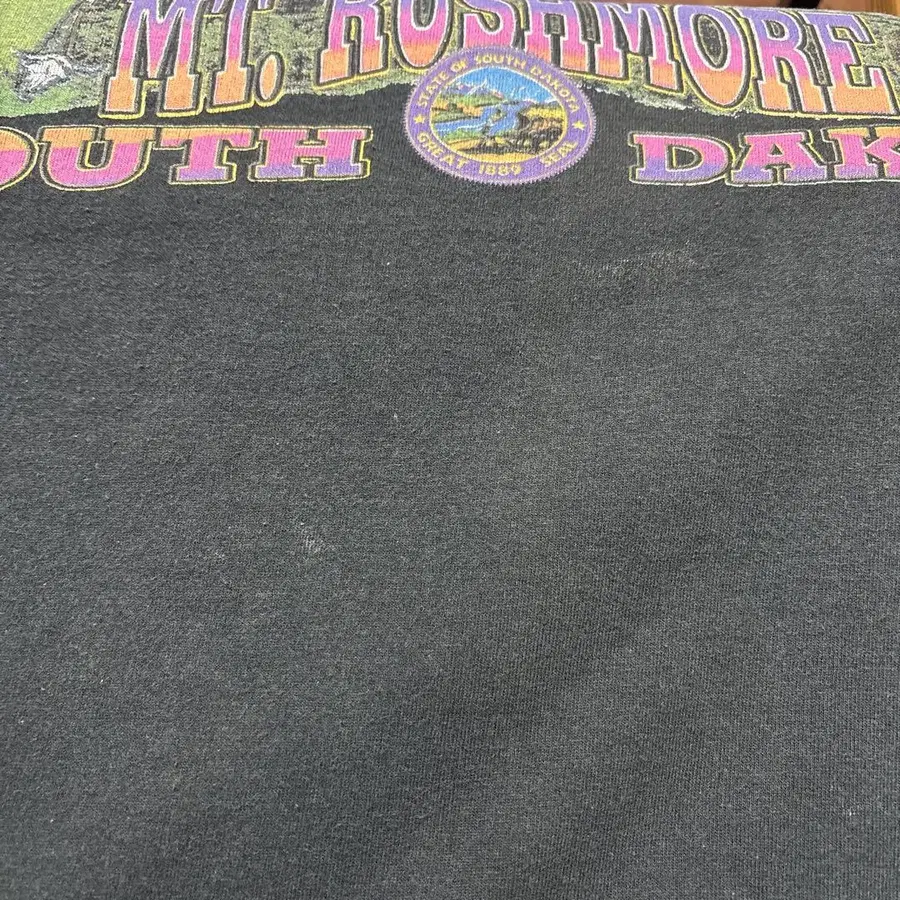 MT. RUSHMORE
STATE OF SOUTH DAKOTA
GREAT 1889 SEAL
OUTH DAK